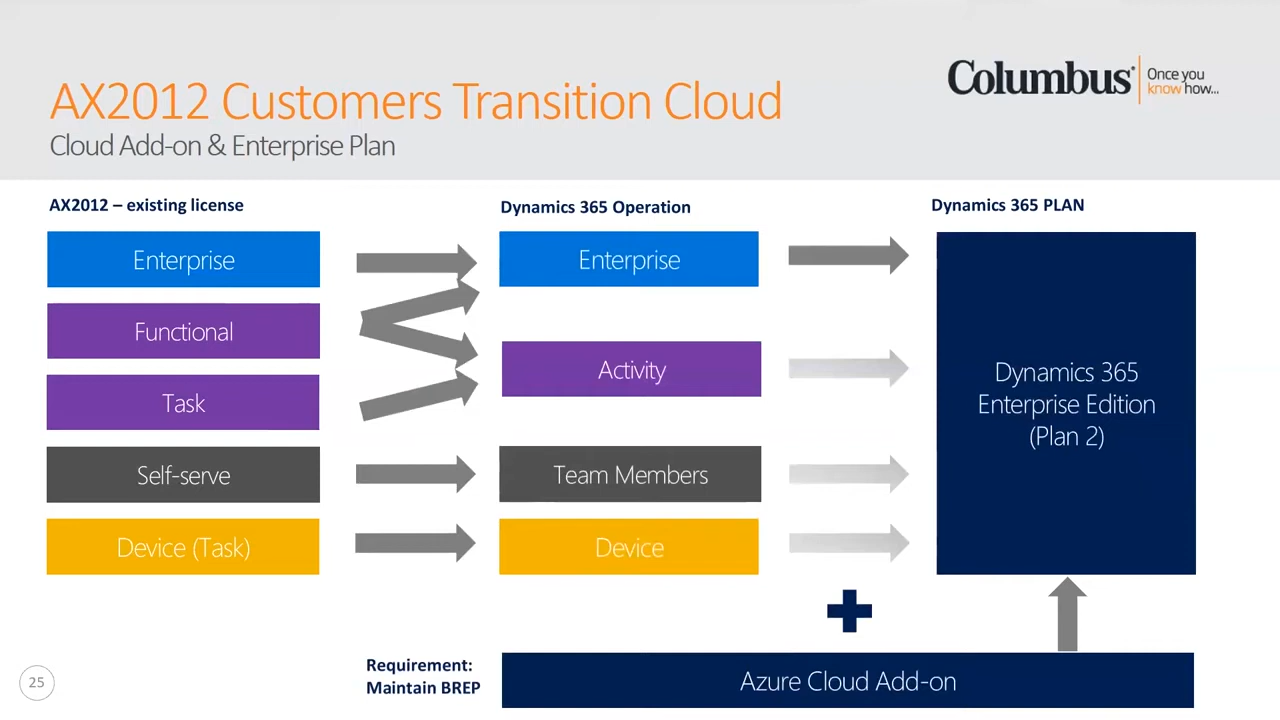 AX2012 Customers Transition Cloud
Cloud Add-on & Enterprise Plan
Columbus®
Once you
know how...
AX2012 – existing license
Dynamics 365 Operation
Dynamics 365 PLAN
Enterprise
Enterprise
Functional
Activity
Task
Dynamics 365
Enterprise Edition
(Plan 2)
Self-serve
Team Members
Device (Task)
Device
Requirement:
Maintain BREP
Azure Cloud Add-on
25